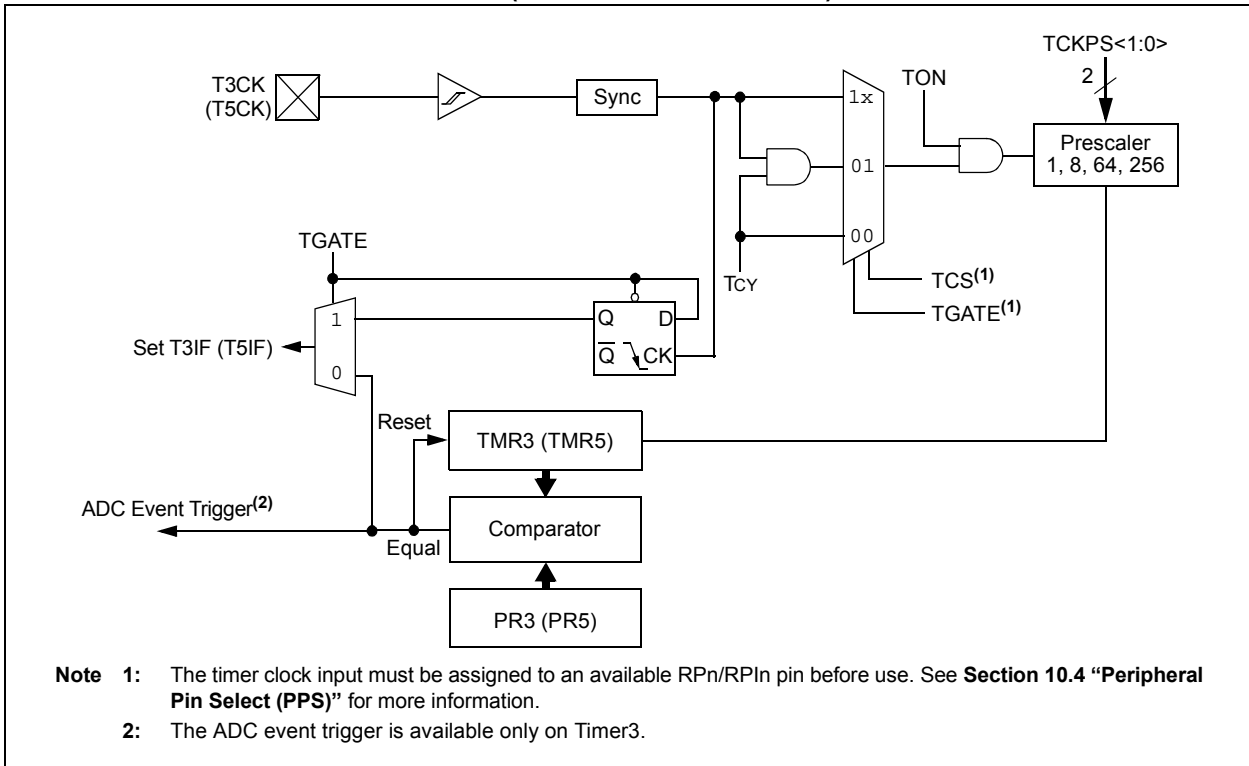 TCKPS<1:0>
2
T3CK
(T5CK)
Sync
1x
TON
Prescaler
1, 8, 64, 256
01
00
TGATE
TCY
TCS(1)
TGATE(1)
1
Q
D
Set T3IF (T5IF)
Q
CK
0
Reset
TMR3 (TMR5)
ADC Event Trigger(2)
Comparator
Equal
PR3 (PR5)
Note 1: The timer clock input must be assigned to an available RPn/RPIn pin before use. See Section 10.4 “Peripheral
Pin Select (PPS)” for more information.
2: The ADC event trigger is available only on Timer3.